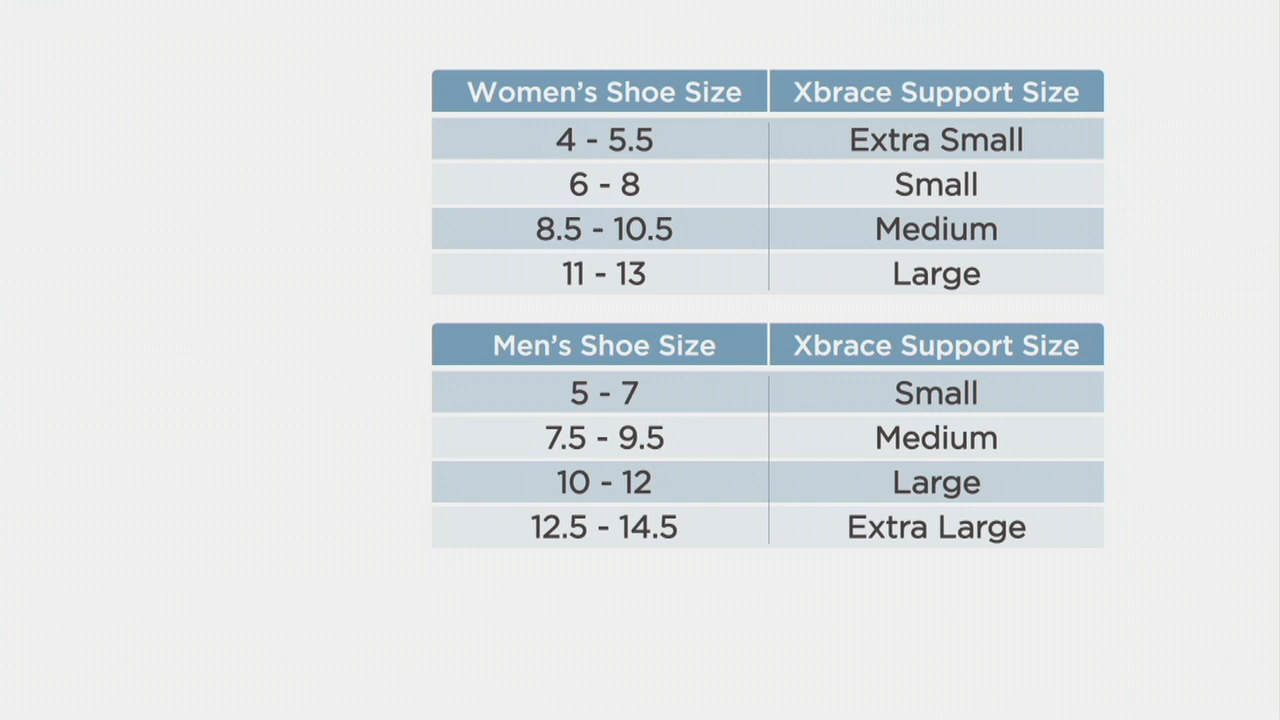 Women’s Shoe Size Xbrace Support Size
4 - 5.5 Extra Small
6 - 8 Small
8.5 - 10.5 Medium
11 - 13 Large
Men’s Shoe Size Xbrace Support Size
5 - 7 Small
7.5 - 9.5 Medium
10 - 12 Large
12.5 - 14.5 Extra Large